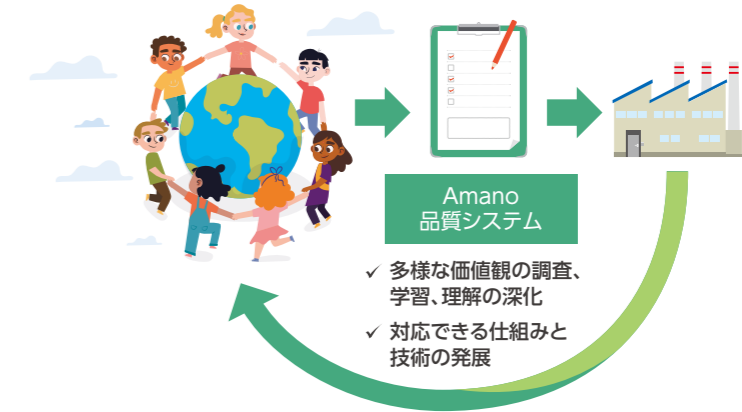 Amano
品質システム
✓ 多様な価値観の調査、
学習、理解の深化
✓ 対応できる仕組みと
技術の発展